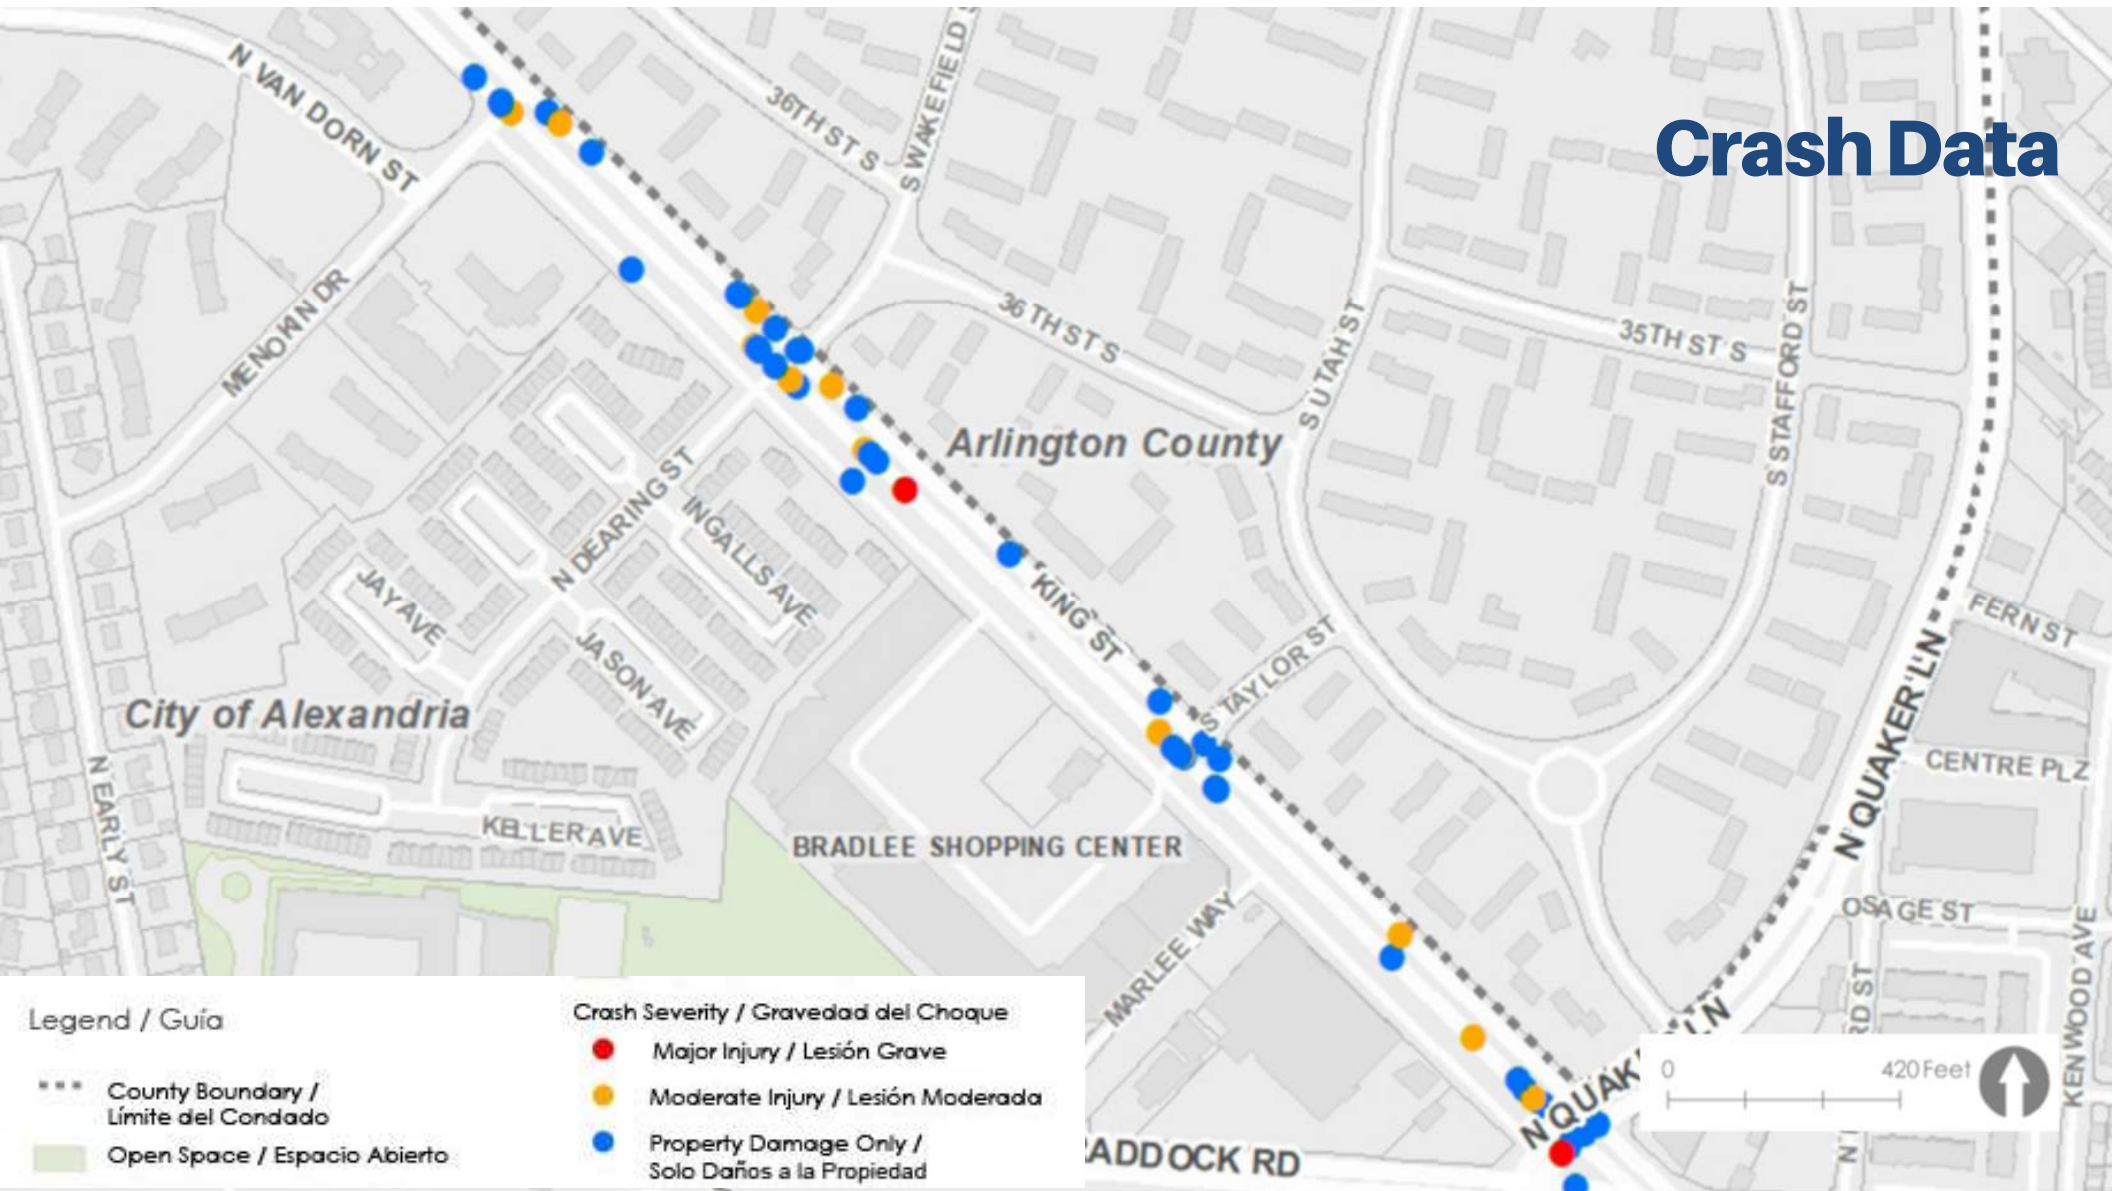 Crash Data
N VAN DORN ST
36TH ST S
S WAKEFIELD S
MENOKIN DR
36TH ST S
S UTAH ST
35TH ST S
S STAFFORD ST
Arlington County
N DEARING ST
INGALLS AVE
JAY AVE
JASON AVE
KING ST
S TAYLOR ST
FERN ST
N QUAKER LN
City of Alexandria
CENTRE PLZ
N EARLY ST
KELLER AVE
BRADLEE SHOPPING CENTER
MARLEE WAY
OSAGE ST
KENWOOD AVE
RD ST
N
N QUAK
LN
ADDOCK RD
0
420 Feet
Legend / Guía
County Boundary /
Límite del Condado
Open Space / Espacio Abierto
Crash Severity / Gravedad del Choque
Major Injury / Lesión Grave
Moderate Injury / Lesión Moderada
Property Damage Only /
Solo Daños a la Propiedad